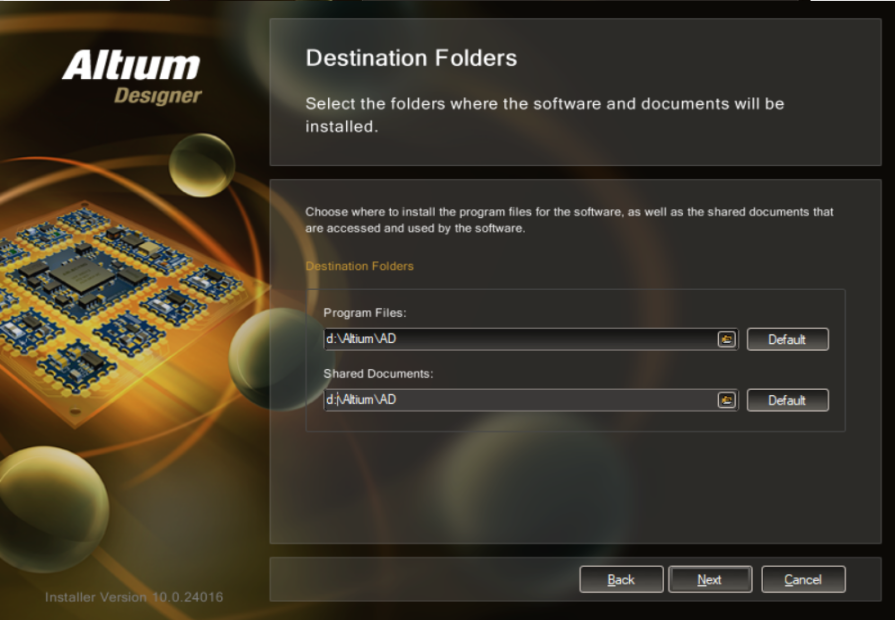 Altium
Designer
Destination Folders
Select the folders where the software and documents will be
installed.
Choose where to install the program files for the software, as well as the shared documents that
are accessed and used by the software.
Destination Folders
Program Files:
d:\Altium\AD
Default
Shared Documents:
d:\Altium\AD
Default
Back
Next
Cancel
Installer Version 10.0.24016